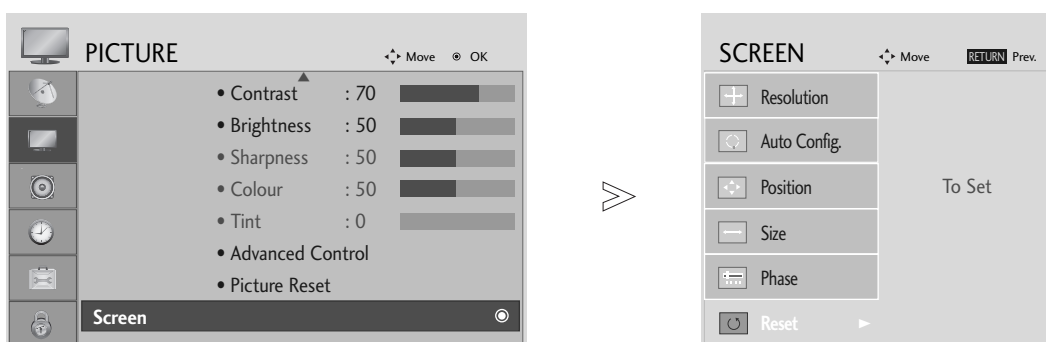 PICTURE
Move OK
• Contrast : 70
• Brightness : 50
• Sharpness : 50
• Colour : 50
• Tint : 0
• Advanced Control
• Picture Reset
Screen
SCREEN
Move RETURN Prev.
Resolution
Auto Config.
Position
Size
Phase
Reset
To Set